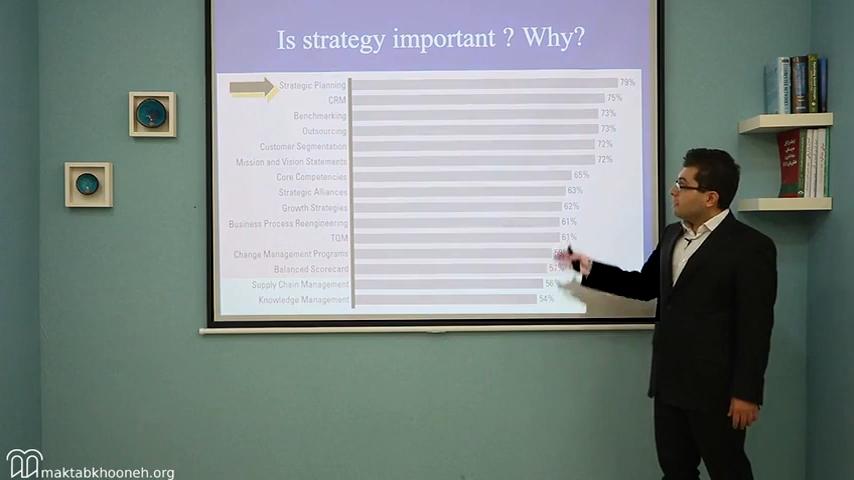 Is strategy important ? Why?
Strategic Planning 79%
CRM 75%
Benchmarking 73%
Outsourcing 73%
Customer Segmentation 72%
Mission and Vision Statements 72%
Core Competencies 65%
Strategic Alliances 63%
Growth Strategies 62%
Business Process Reengineering 61%
TQM 61%
Change Management Programs
Balanced Scorecard 57%
Supply Chain Management 56%
Knowledge Management 54%
maktabkhooneh.org